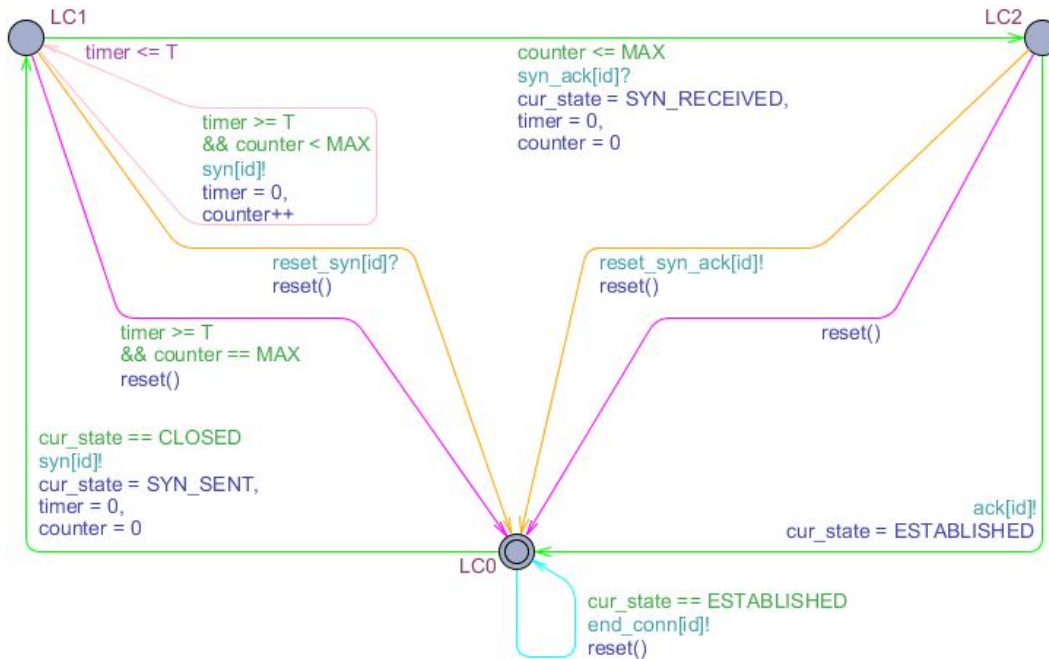 LC1
LC2
timer <= T
counter <= MAX
syn_ack[id]?
cur_state = SYN_RECEIVED,
timer = 0,
counter = 0
timer >= T
&& counter < MAX
syn[id]!
timer = 0,
counter++
reset_syn[id]?
reset()
reset_syn_ack[id]!
reset()
timer >= T
&& counter == MAX
reset()
reset()
cur_state == CLOSED
syn[id]!
cur_state = SYN_SENT,
timer = 0,
counter = 0
ack[id]!
cur_state = ESTABLISHED
LC0
cur_state == ESTABLISHED
end_conn[id]!
reset()